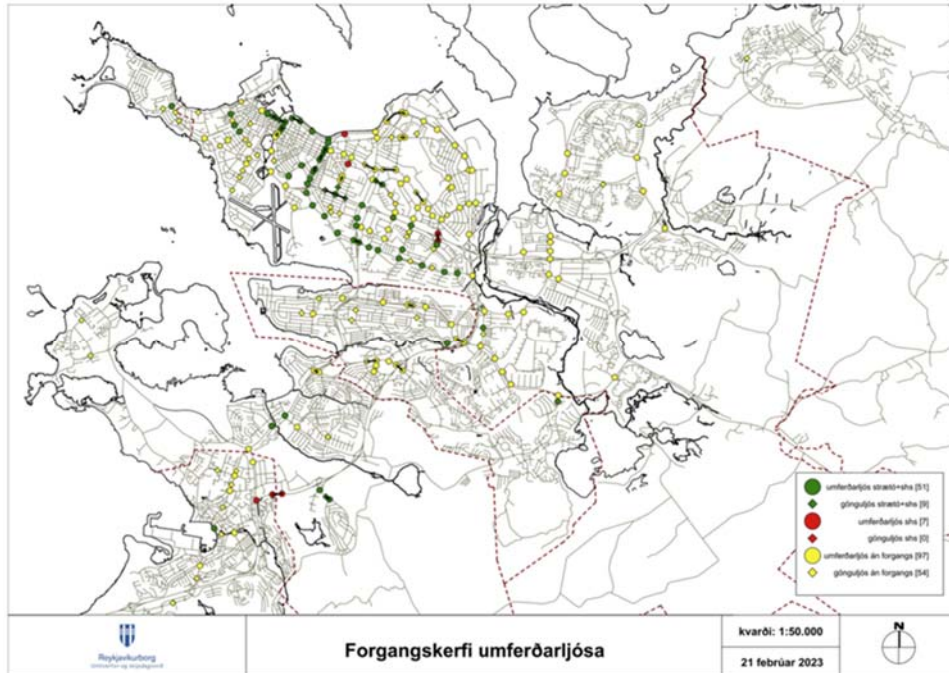 umferðarljós strætó+shs [51]
gönguljós strætó+shs [9]
umferðarljós shs [7]
gönguljós shs [0]
umferðarljós án forgangs [97]
gönguljós án forgangs [54]
Reykjavíkurborg
Forgangskerfi umferðarljósa
kvarði: 1:50.000
21 febrúar 2023
N